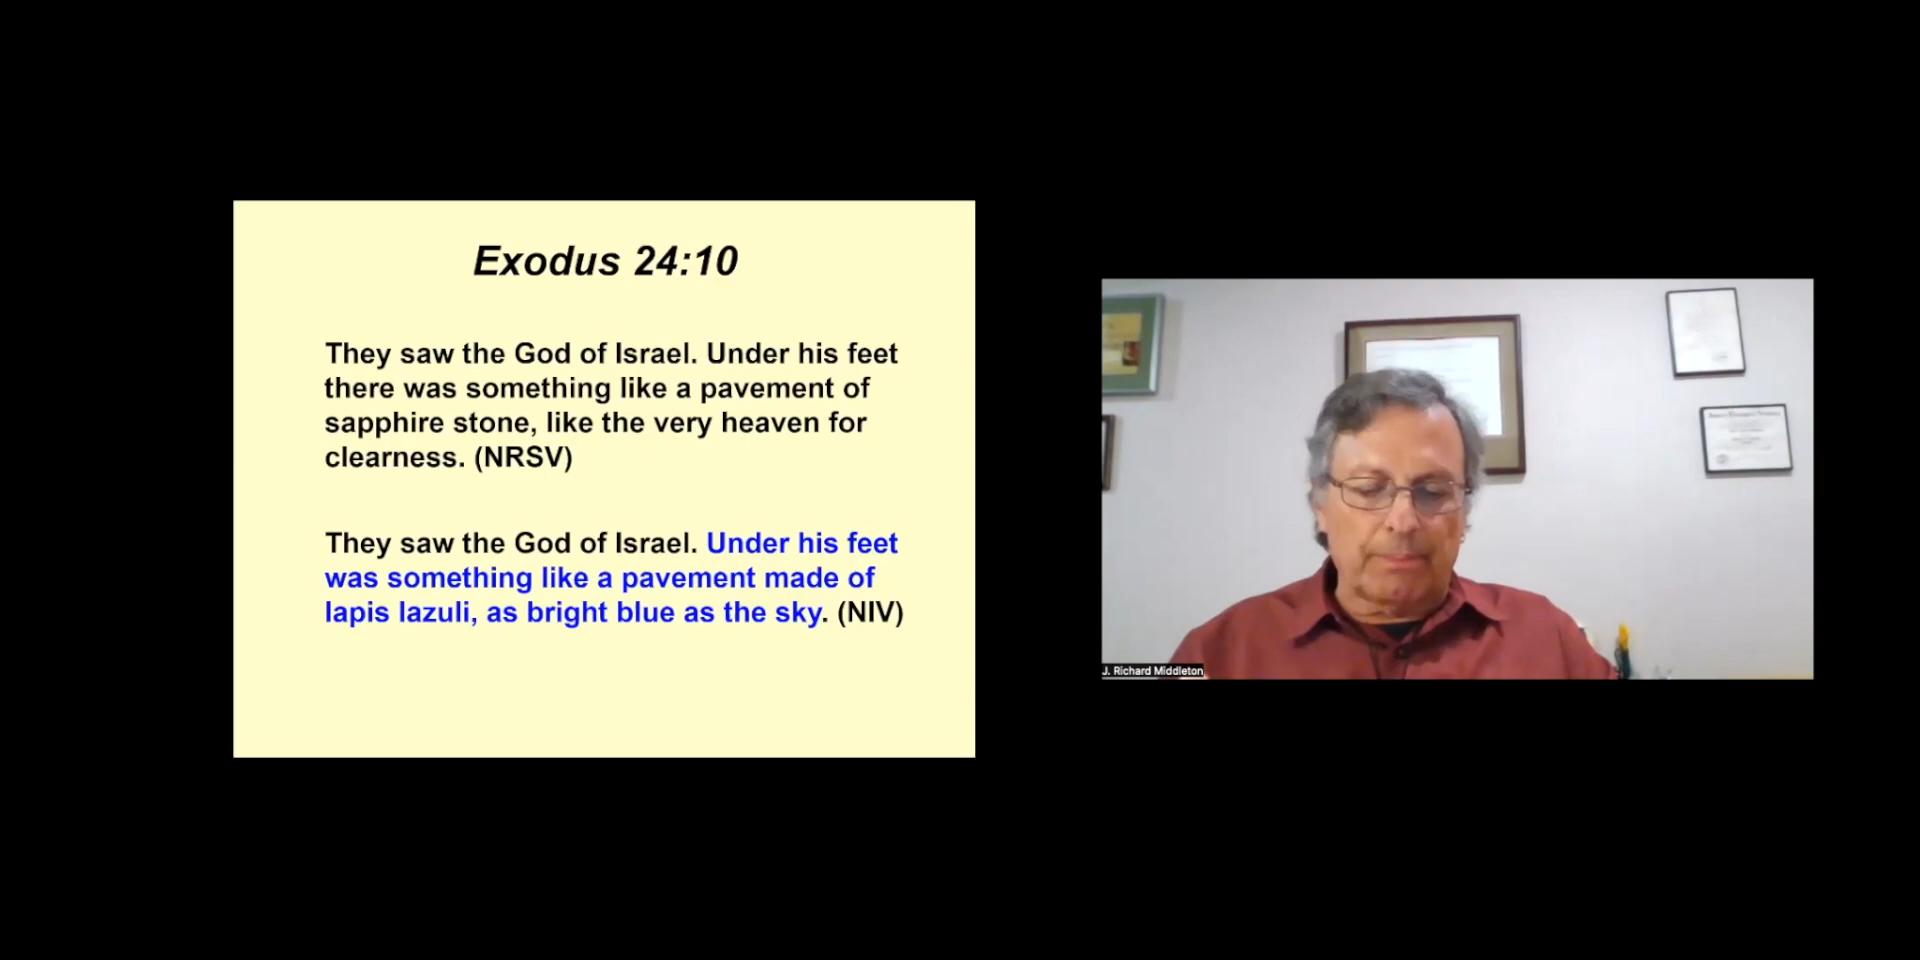 Exodus 24:10
They saw the God of Israel. Under his feet
there was something like a pavement of
sapphire stone, like the very heaven for
clearness. (NRSV)
They saw the God of Israel. Under his feet
was something like a pavement made of
lapis lazuli, as bright blue as the sky. (NIV)
J. Richard Middleton